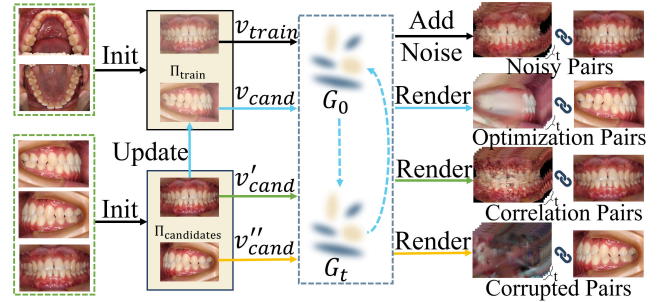 Init
Π_train
v_train
v_cand
G_0
Add
Noise
t
Noisy Pairs
Render
t
Optimization Pairs
Update
Init
Π_candidates
v'_cand
v''_cand
G_t
Render
t
Correlation Pairs
Render
t
Corrupted Pairs